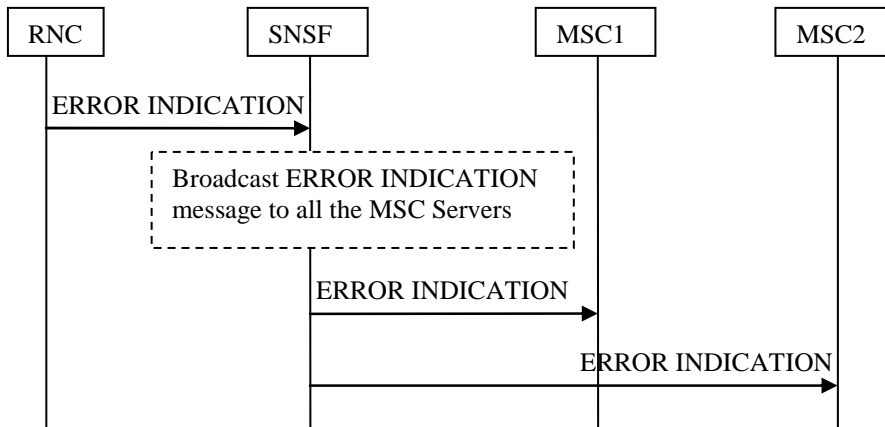 RNC SNSF MSC1 MSC2
ERROR INDICATION
Broadcast ERROR INDICATION
message to all the MSC Servers
ERROR INDICATION
ERROR INDICATION